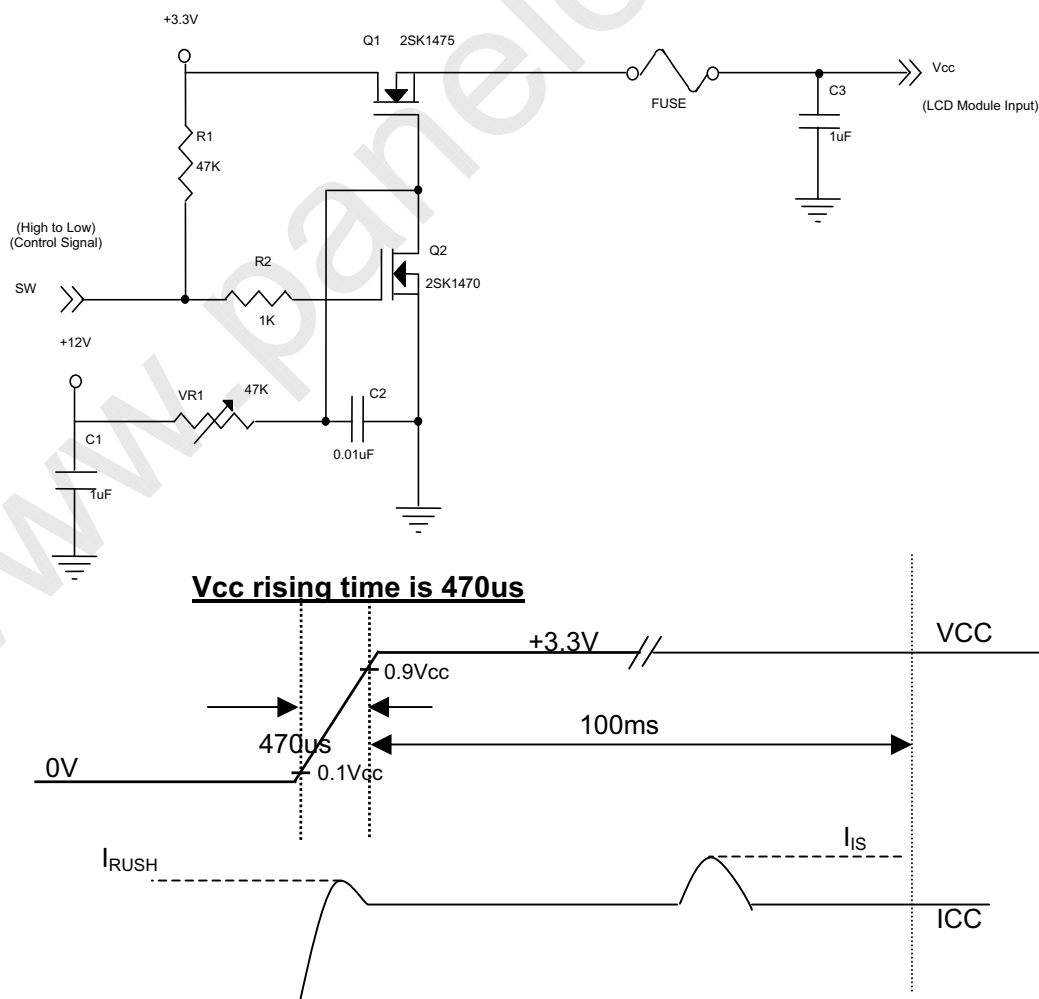 www.panel
+3.3V
Q1 2SK1475
Vcc
C3
FUSE
(LCD Module Input)
R1
1uF
47K
(High to Low)
(Control Signal)
Q2
R2
2SK1470
SW
1K
+12V
VR1
47K
C2
C1
0.01uF
1uF
Vcc rising time is 470us
+3.3V
VCC
0.9Vcc
100ms
470us
0V
0.1Vcc
IRUSH
IIS
ICC